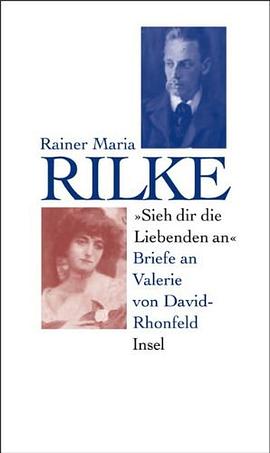 Rainer Maria
RILKE
»Sieh dir die
Liebenden an«
Briefe an
Valerie
von David-
Rhonfeld
Insel